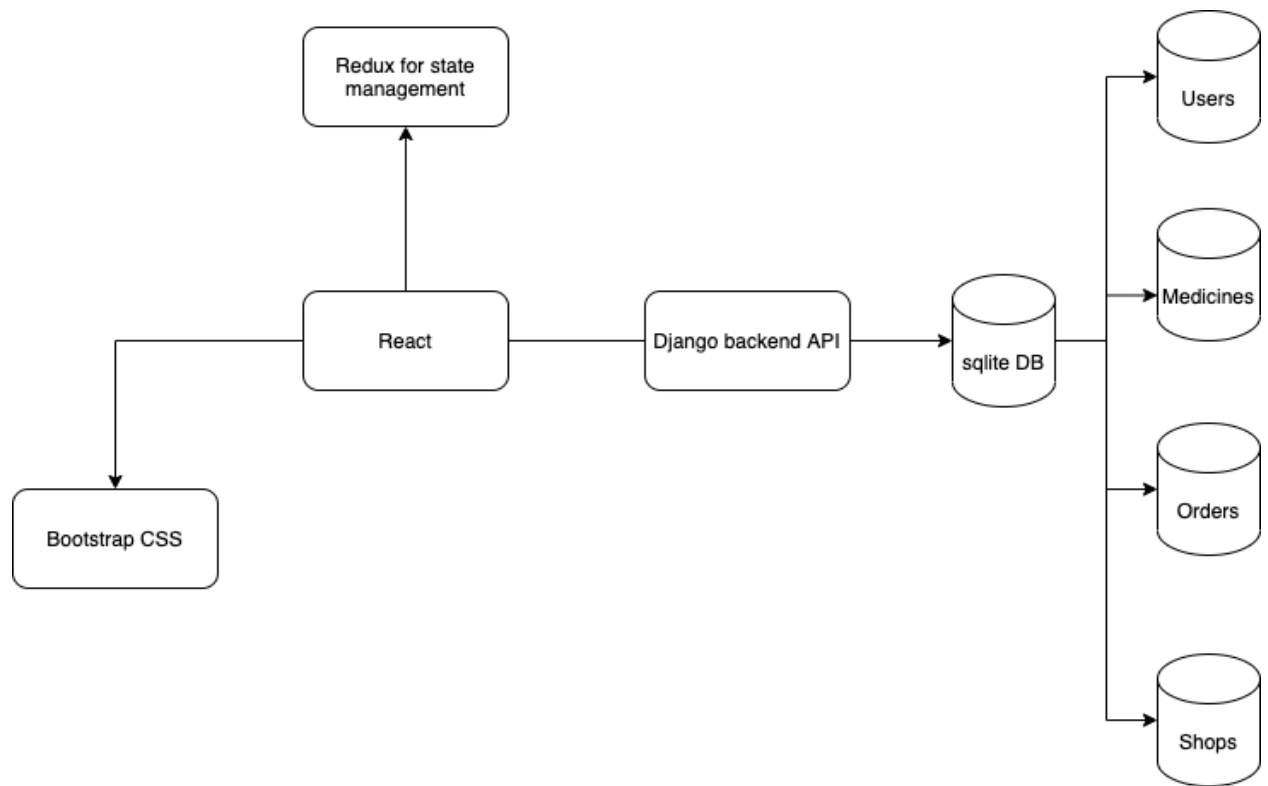 Redux for state
management
Users
Medicines
React
Django backend API
sqlite DB
Orders
Bootstrap CSS
Shops